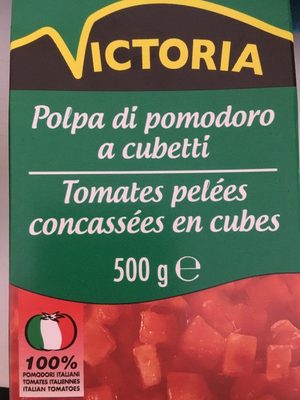 VICTORIA
Polpa di pomodoro
a cubetti
Tomates pelées
concassées en cubes
500 g ℮
100%
POMODORI ITALIANI
TOMATES ITALIENNES
ITALIAN TOMATOES